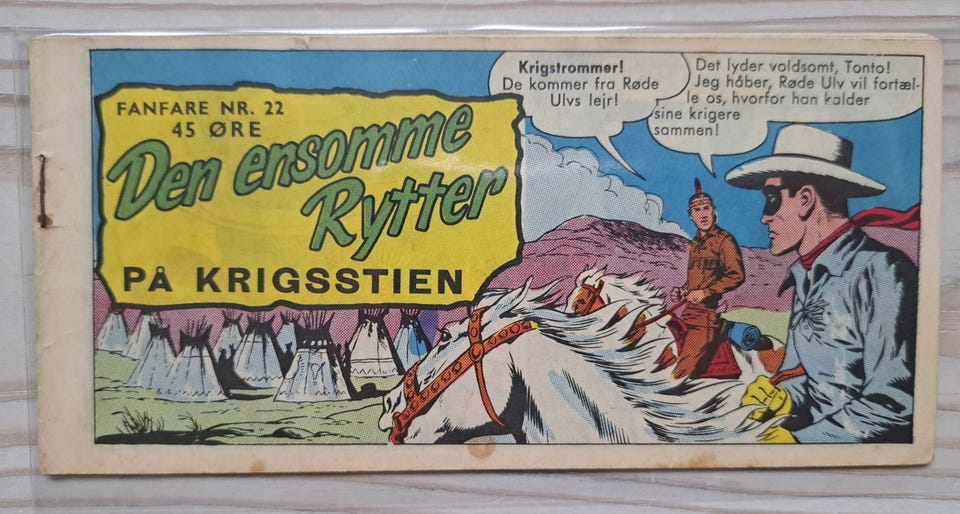 FANFARE NR. 22
45 ØRE
Den ensomme
Rytter
PÅ KRIGSSTIEN
Krigstrommer!
De kommer fra Røde
Ulvs lejr!
Det lyder voldsomt, Tonto!
Jeg håber, Røde Ulv vil fortæl-
le os, hvorfor han kalder
sine krigere
sammen!